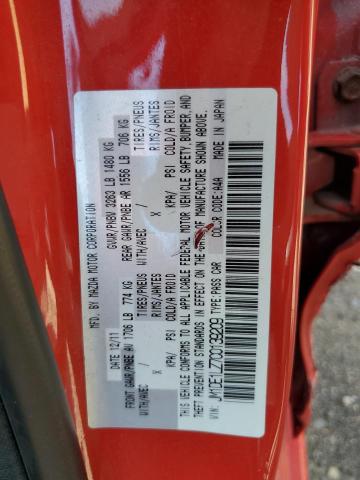 MFD BY MAZDA MOTOR CORPORATION
DATE 12/11 GVWR/PNBV 3263 LB 1480 KG
FRONT GAWR/PNBE AV 1706 LB 774 KG REAR GAWR/PNBE AR 1556 LB 706 KG
WITH/AVEC / TIRES/PNEUS WITH/AVEC / TIRES/PNEUS
X RIMS/JANTES X RIMS/JANTES
KPA/ PSI COLD/A FROID KPA/ PSI COLD/A FROID
THIS VEHICLE CONFORMS TO ALL APPLICABLE FEDERAL MOTOR VEHICLE SAFETY, BUMPER, AND
THEFT PREVENTION STANDARDS IN EFFECT ON THE DATE OF MANUFACTURE SHOWN ABOVE.
MADE IN JAPAN
VIN: TYPE:PASS CAR COLOR CODE:A4A